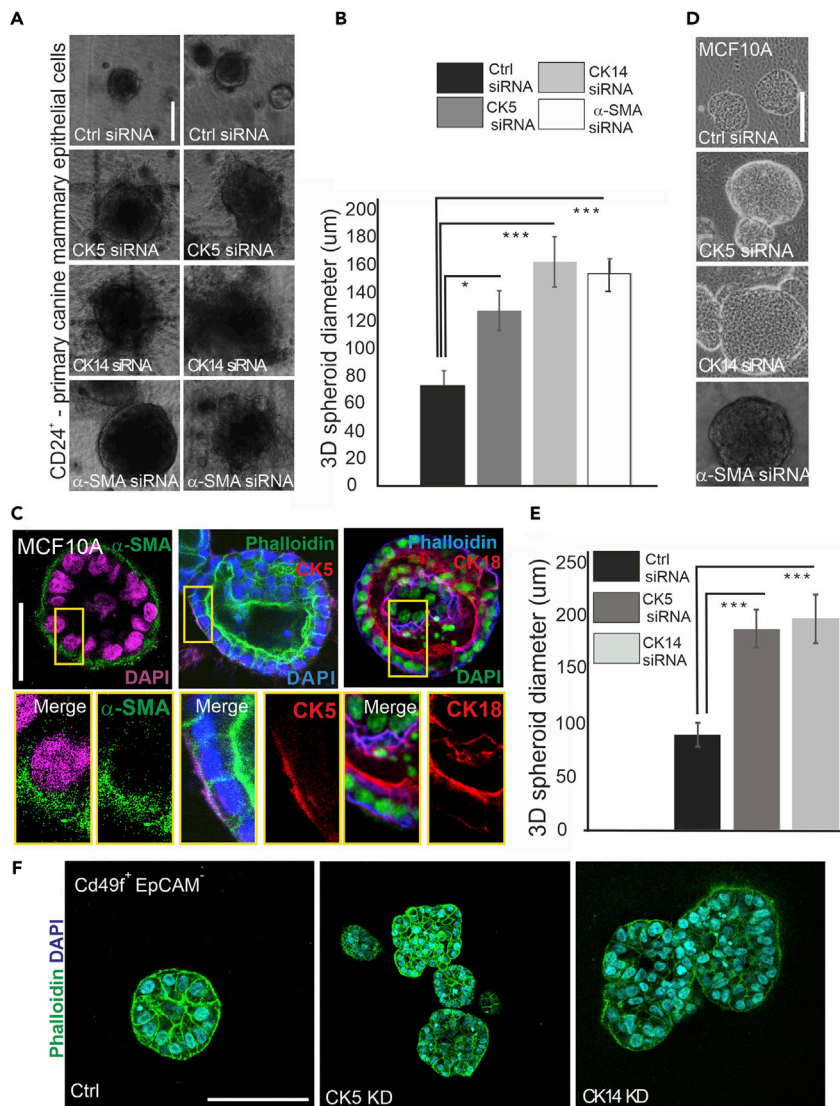 A
CD24+ - primary canine mammary epithelial cells
Ctrl siRNA
Ctrl siRNA
CK5 siRNA
CK5 siRNA
CK14 siRNA
CK14 siRNA
α-SMA siRNA
α-SMA siRNA
B
Ctrl
siRNA
CK14
siRNA
CK5
siRNA
α-SMA
siRNA
3D spheroid diameter (um)
200
180
160
140
120
100
80
60
40
20
0
*
***
***
D
MCF10A
Ctrl siRNA
CK5 siRNA
CK14 siRNA
α-SMA siRNA
C
MCF10A
α-SMA
DAPI
Phalloidin
CK5
DAPI
Phalloidin
CK18
DAPI
Merge
α-SMA
Merge
CK5
Merge
CK18
E
Ctrl
siRNA
CK5
siRNA
CK14
siRNA
3D spheroid diameter (um)
250
200
150
100
50
0
***
***
F
Phalloidin DAPI
Cd49f+ EpCAM-
Ctrl
CK5 KD
CK14 KD